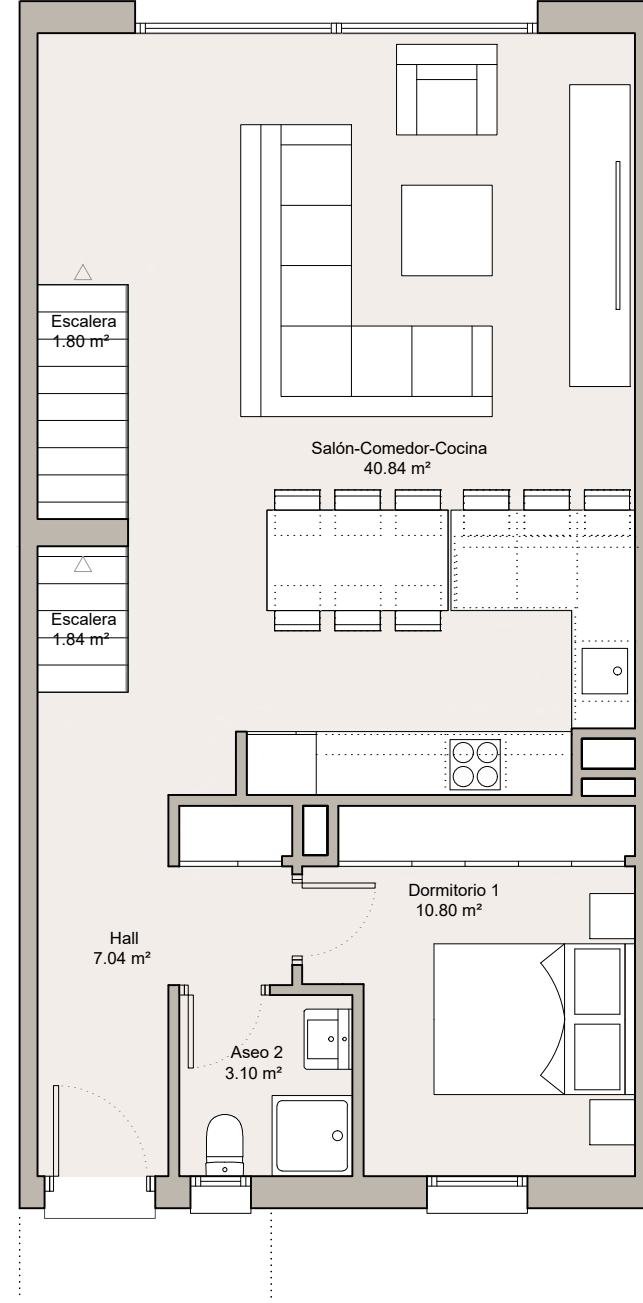 Escalera
1.80 m²
Salón-Comedor-Cocina
40.84 m²
Escalera
1.84 m²
Dormitorio 1
10.80 m²
Hall
7.04 m²
Aseo 2
3.10 m²